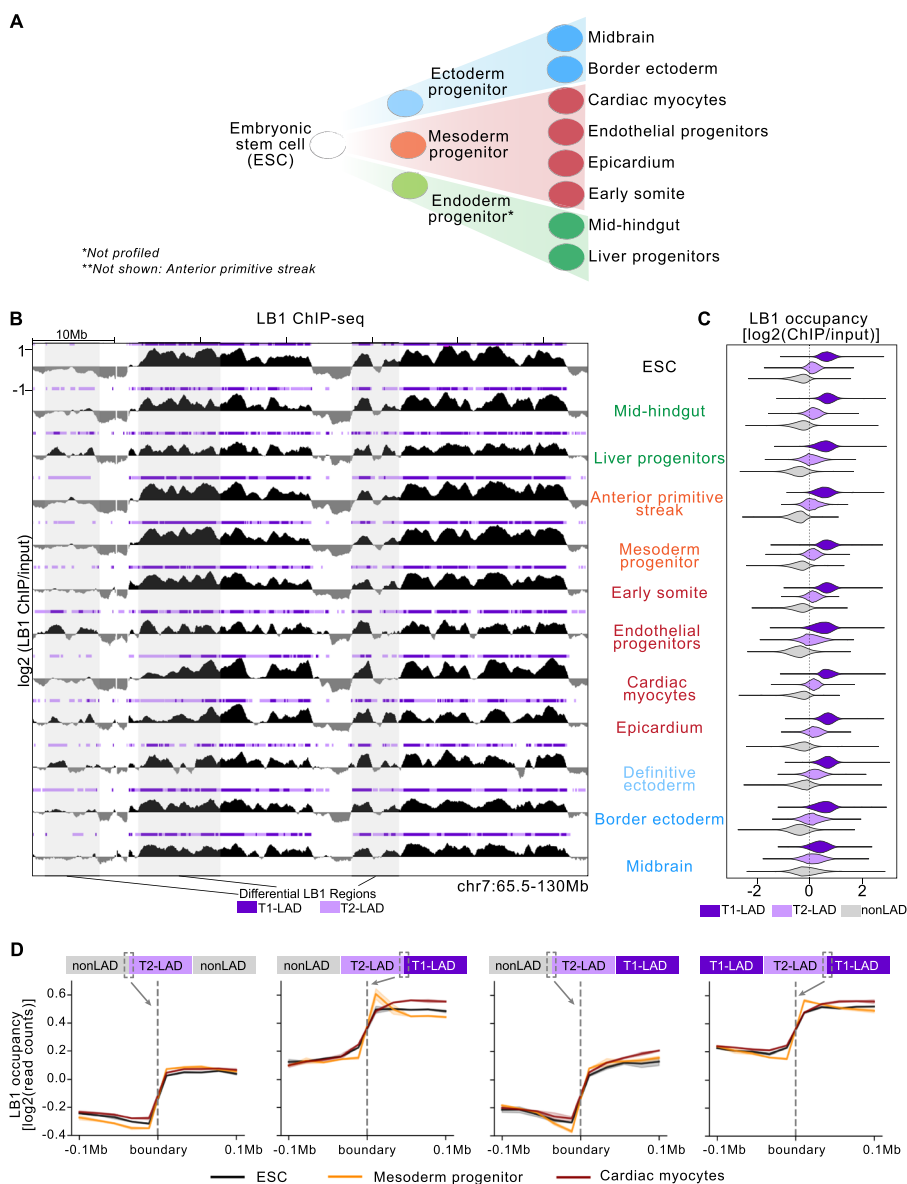 A
Midbrain
Border ectoderm
Cardiac myocytes
Endothelial progenitors
Epicardium
Early somite
Mid-hindgut
Liver progenitors
Ectoderm
progenitor
Embryonic
stem cell
(ESC)
Mesoderm
progenitor
Endoderm
progenitor*
*Not profiled
**Not shown: Anterior primitive streak
B
LB1 ChIP-seq
10Mb
1
-1
log2 (LB1 ChIP/input)
Differential LB1 Regions
T1-LAD
T2-LAD
chr7:65.5-130Mb
C
LB1 occupancy
[log2(ChIP/input)]
ESC
Mid-hindgut
Liver progenitors
Anterior primitive
streak
Mesoderm
progenitor
Early somite
Endothelial
progenitors
Cardiac
myocytes
Epicardium
Definitive
ectoderm
Border ectoderm
Midbrain
-2
0
2
T1-LAD
T2-LAD
nonLAD
D
nonLAD
T2-LAD
nonLAD
nonLAD
T2-LAD
T1-LAD
nonLAD
T2-LAD
T1-LAD
T1-LAD
T2-LAD
T1-LAD
LB1 occupancy
[log2(read counts)]
0.6
0.4
0.2
0.0
-0.2
-0.4
-0.1Mb
boundary
0.1Mb
-0.1Mb
boundary
0.1Mb
-0.1Mb
boundary
0.1Mb
-0.1Mb
boundary
0.1Mb
ESC
Mesoderm progenitor
Cardiac myocytes